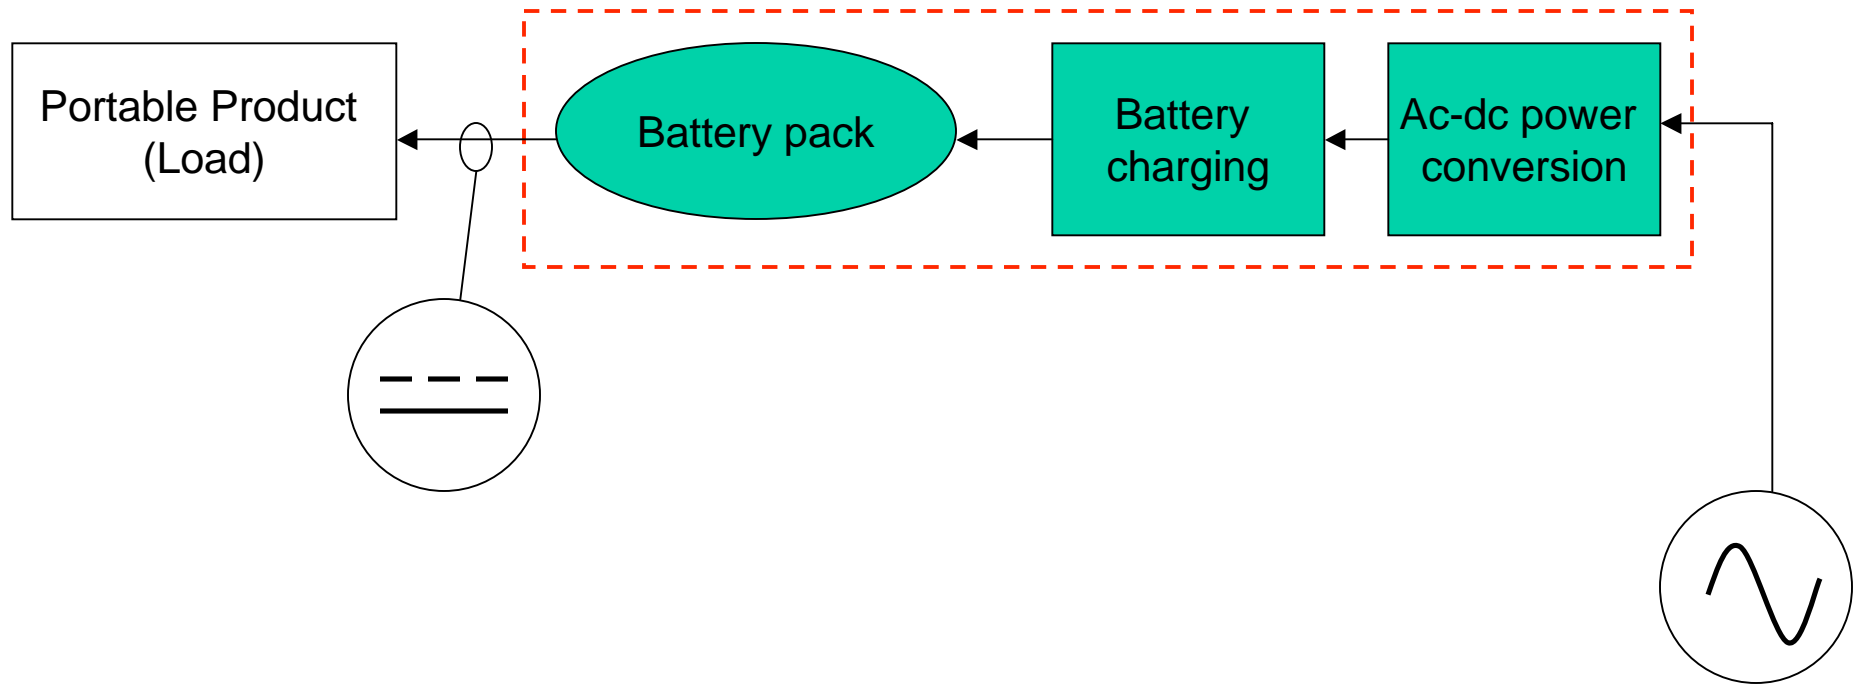 Portable Product
(Load)
Battery pack
Battery
charging
Ac-dc power
conversion